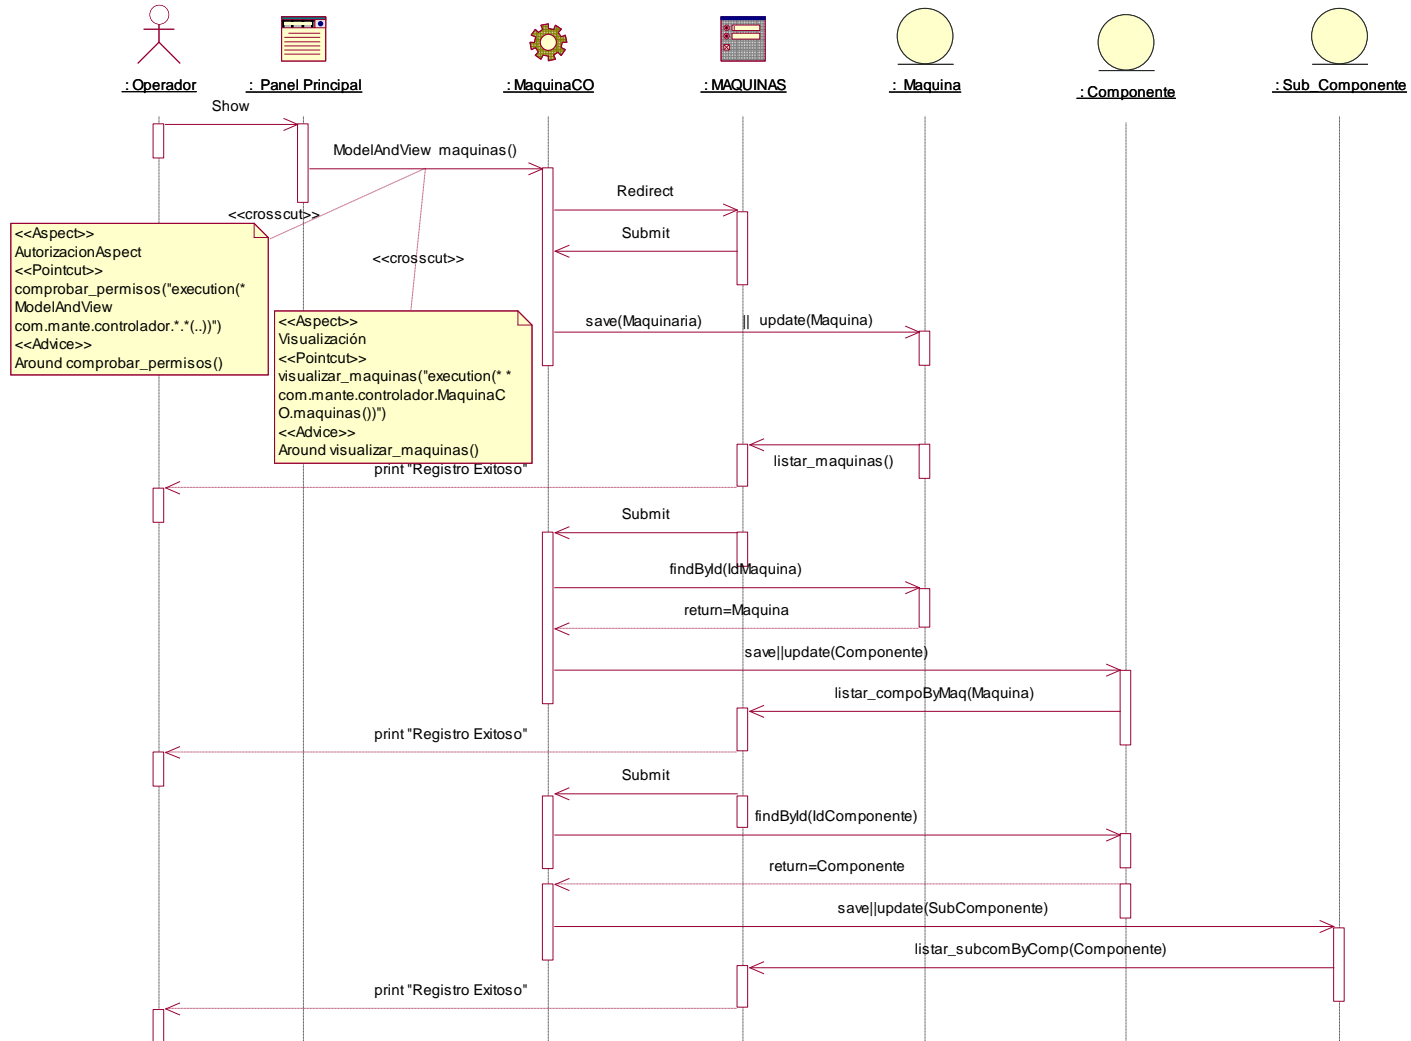 : Operador
: Panel Principal
: MaquinaCO
: MAQUINAS
: Maquina
: Componente
: Sub_Componente
Show
ModelAndView maquinas()
Redirect
<<crosscut>>
Submit
<<Aspect>>
AutorizacionAspect
<<Pointcut>>
comprobar_permisos("execution(*
ModelAndView
com.mante.controlador.*.*(..))")
<<Advice>>
Around comprobar_permisos()
<<crosscut>>
<<Aspect>>
Visualización
<<Pointcut>>
visualizar_maquinas("execution(* *
com.mante.controlador.MaquinaC
O.maquinas())")
<<Advice>>
Around visualizar_maquinas()
save(Maquinaria) || update(Maquina)
listar_maquinas()
print "Registro Exitoso"
Submit
findById(IdMaquina)
return=Maquina
save||update(Componente)
listar_compoByMaq(Maquina)
print "Registro Exitoso"
Submit
findById(IdComponente)
return=Componente
save||update(SubComponente)
listar_subcomByComp(Componente)
print "Registro Exitoso"